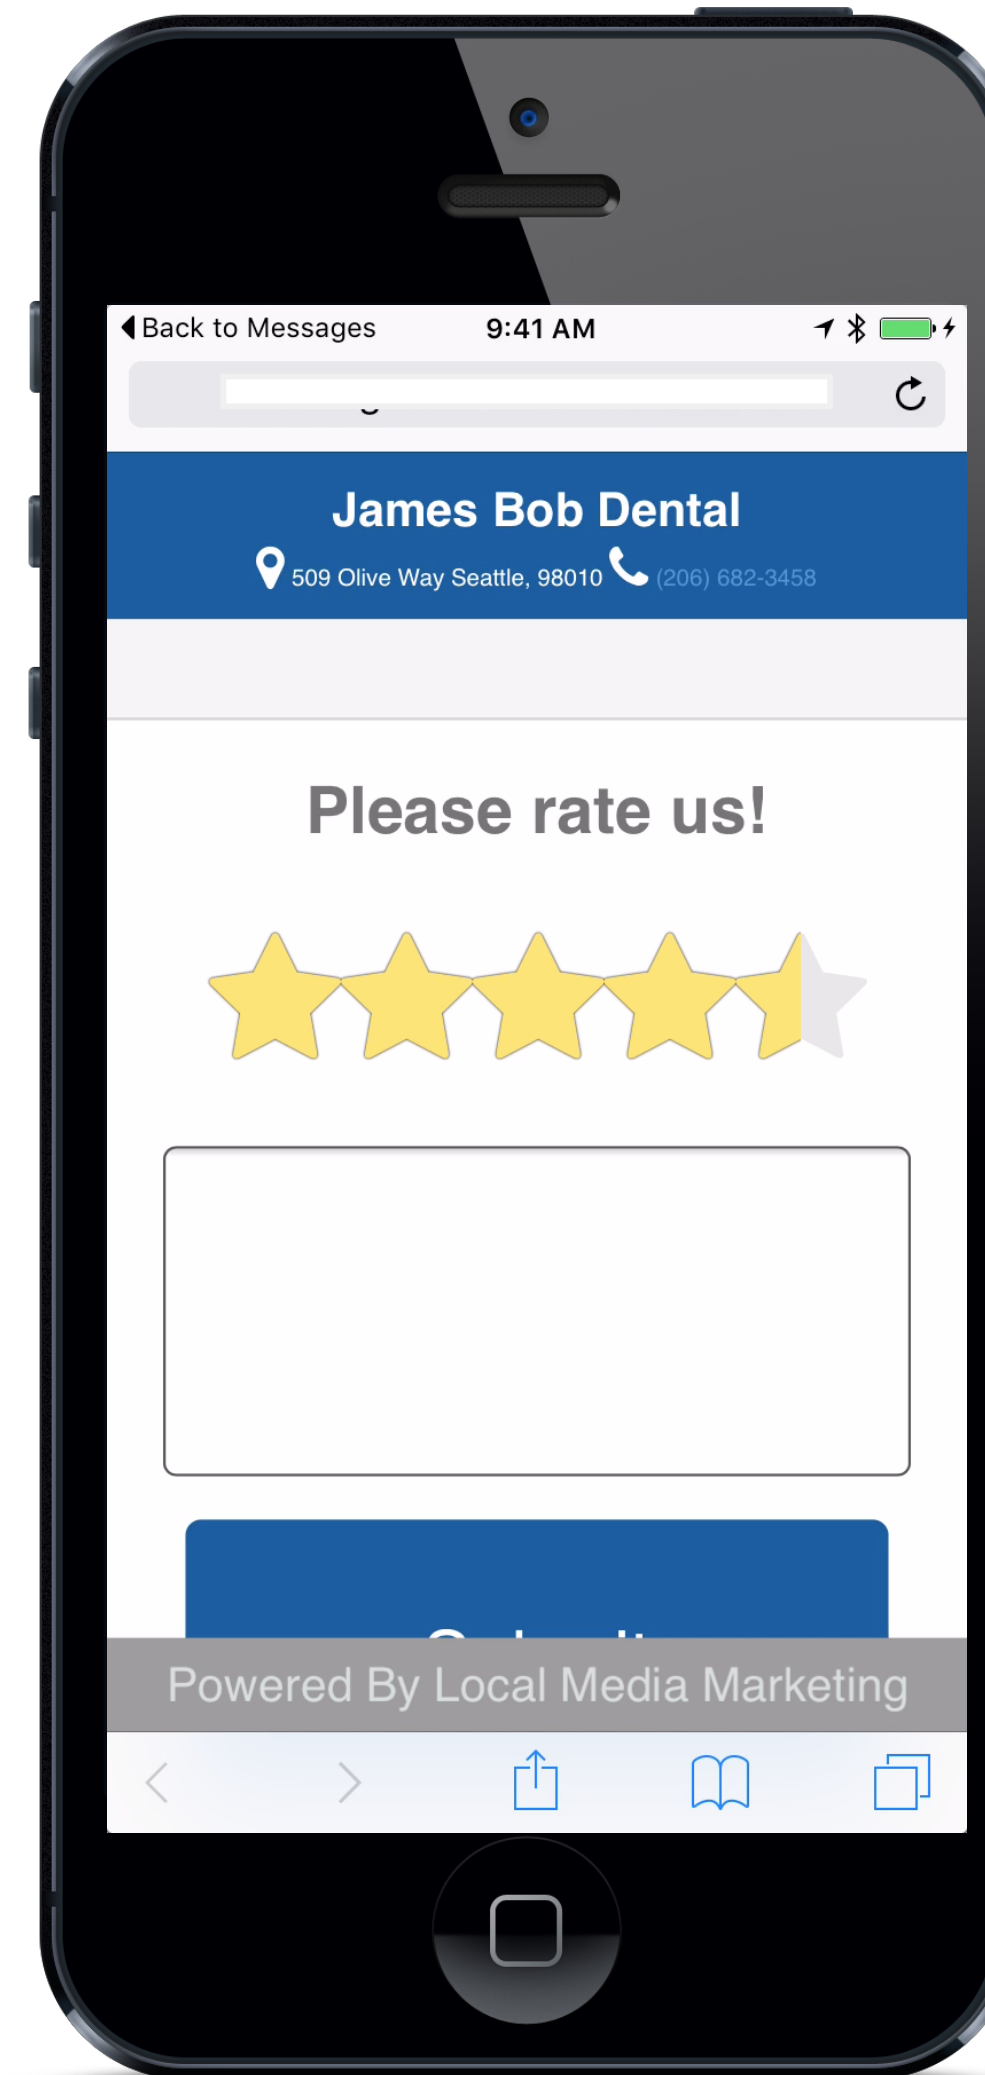 Back to Messages 9:41 AM
James Bob Dental
509 Olive Way Seattle, 98010 (206) 682-3458
Please rate us!
Powered By Local Media Marketing